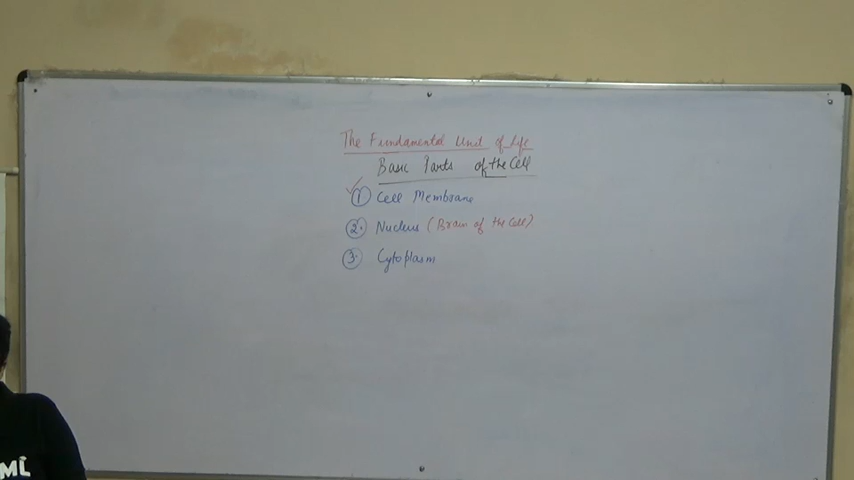 The Fundamental Unit of Life
Basic Parts of the Cell
① Cell Membrane
②. Nucleus (Brain of the Cell)
③. Cytoplasm
ML